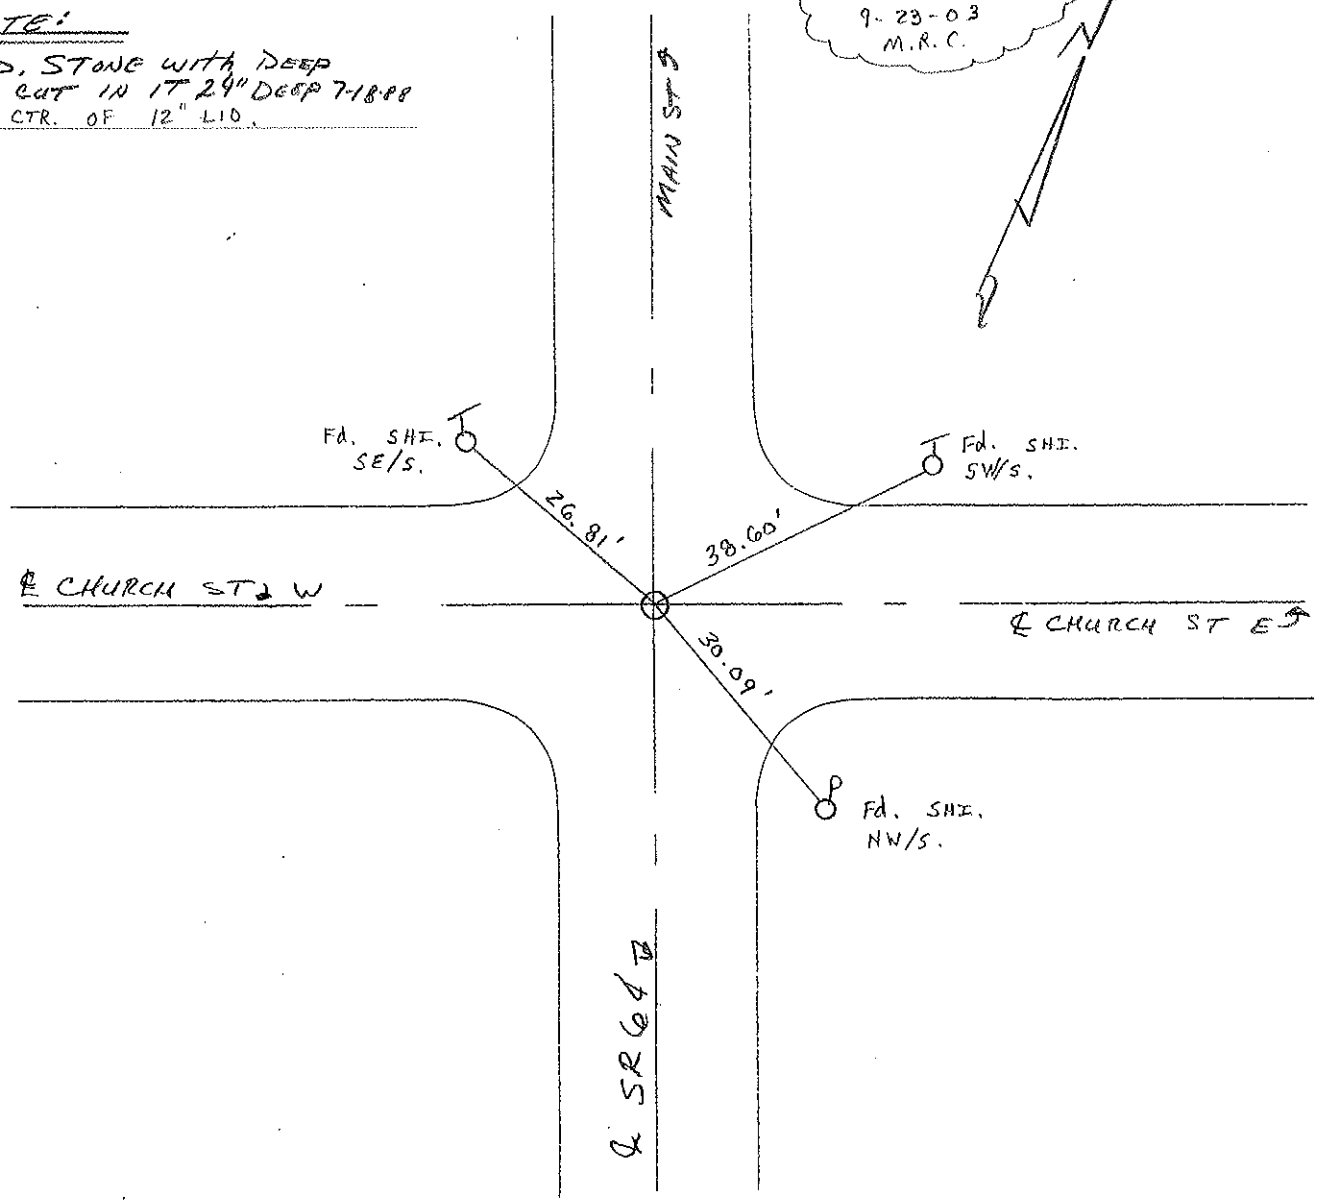 TE:
D. STONE WITH DEEP
CUT IN IT 24" DEEP 7-18-88
CTR. OF 12" LID.
9-23-03
M.R.C.
MAIN ST
N
Fd. SHI.
SE/S.
Fd. SHI.
SW/S.
26.81'
38.60'
℄ CHURCH ST W
℄ CHURCH ST E
30.09'
Fd. SHI.
NW/S.
℄ SR 64